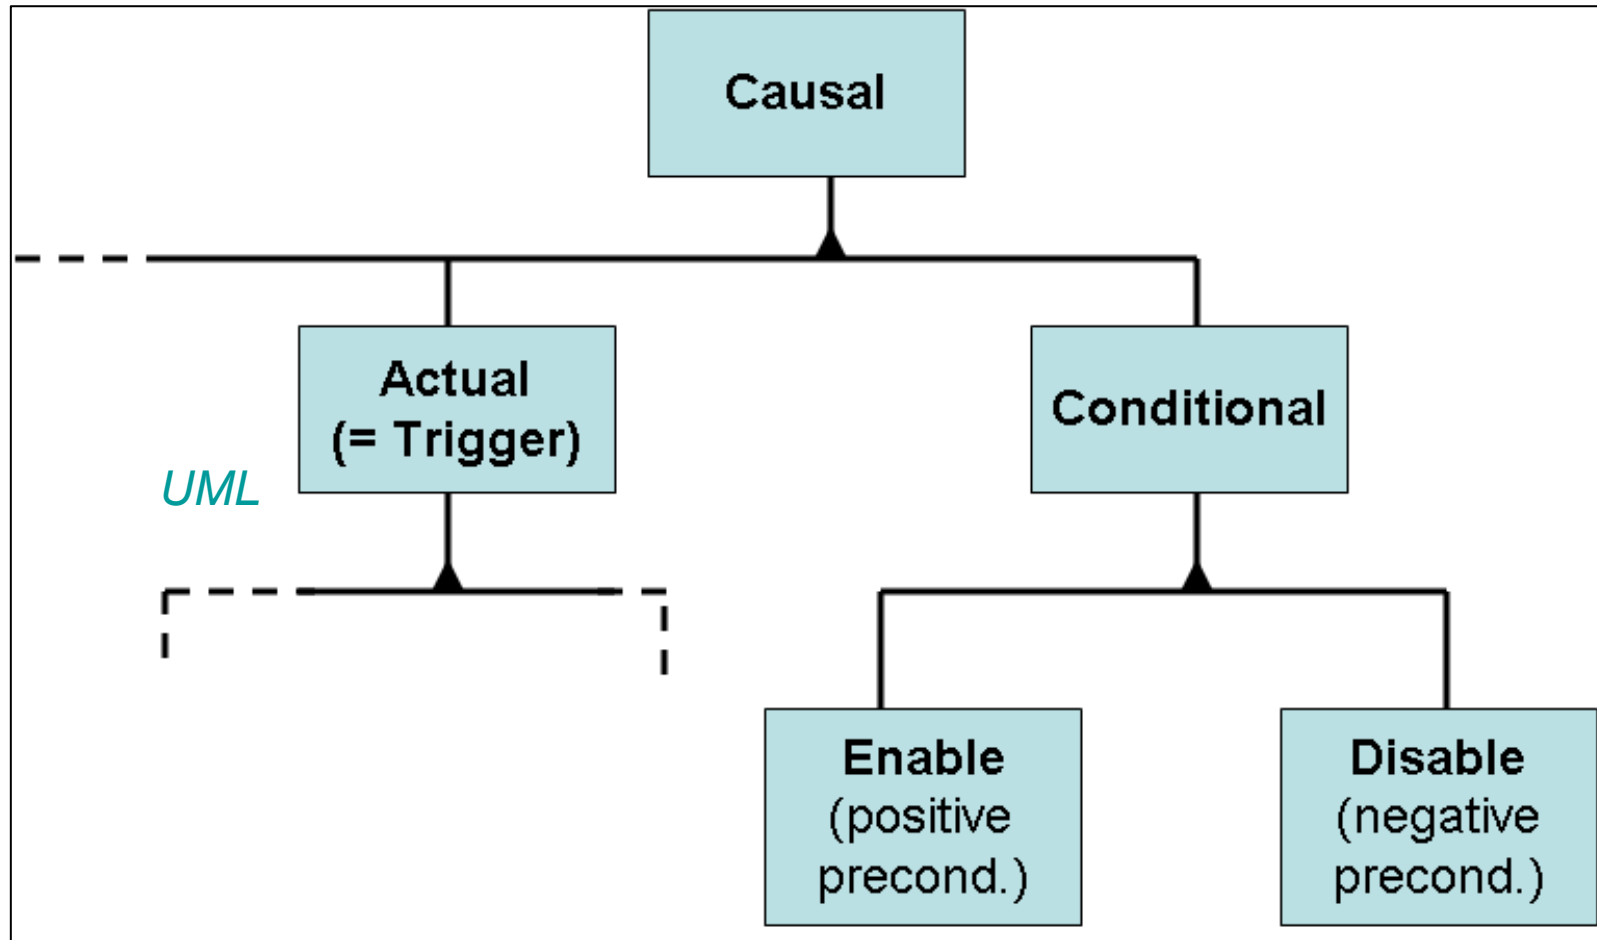 Causal
Actual
(= Trigger)
Conditional
UML
Enable
(positive
precond.)
Disable
(negative
precond.)